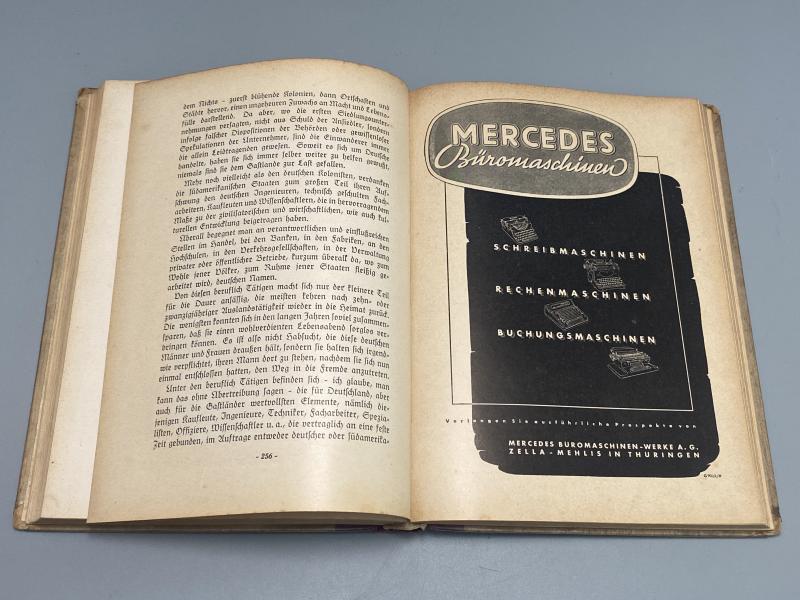 dem Nichts - zuerst blühende Kolonien, dann Ortschaften und
Städte hervor, einen ungeheuren Zuwachs an Macht und Lebens-
fülle darstellend. Da aber, wo die ersten Siedlungsunter-
nehmungen versagten, nicht aus Schuld der Ansiedler, sondern
infolge falscher Dispositionen der Behörden oder gewissenloser
Spekulationen der Unternehmer, sind die Einwanderer immer
die allein Leidtragenden gewesen. Soweit es sich um Deutsche
handelte, haben sie sich immer selber weiter zu helfen gewußt,
niemals sind sie dem Gastlande zur Last gefallen.
Mehr noch vielleicht als den deutschen Kolonisten, verdanken
die südamerikanischen Staaten zum großen Teil ihren Auf-
schwung den deutschen Ingenieuren, technisch geschulten Fach-
arbeitern, Kaufleuten und Wissenschaftlern, die in hervorragendem
Maße zu der zivilisatorischen und wirtschaftlichen, wie auch kul-
turellen Entwicklung beigetragen haben.
Überall begegnet man an verantwortlichen und einflußreichen
Stellen im Handel, bei den Banken, in den Fabriken, an den
Hochschulen, in den Verkehrsgesellschaften, in der Verwaltung
privater oder öffentlicher Betriebe, kurzum überall da, wo zum
Wohle jener Völker, zum Ruhme jener Staaten fleißig ge-
arbeitet wird, deutschen Namen.
Von diesen beruflich Tätigen macht sich nur der kleinere Teil
für die Dauer ansässig, die meisten kehren nach zehn- oder
zwanzigjähriger Auslandstätigkeit wieder in die Heimat zurück.
Die wenigsten konnten sich in den langen Jahren soviel zusammen-
sparen, daß sie einen wohlverdienten Lebensabend sorglos ver-
bringen können. Es ist also nicht Habsucht, die diese deutschen
Männer und Frauen draußen hält, sondern sie halten sich irgend-
wie verpflichtet, ihren Mann dort zu stehen, nachdem sie sich nun
einmal entschlossen hatten, den Weg in die Fremde anzutreten.
Unter den beruflich Tätigen befinden sich - ich glaube, man
kann das ohne Übertreibung sagen - die für Deutschland, aber
auch für die Gastländer wertvollsten Elemente, nämlich die-
jenigen Kaufleute, Ingenieure, Techniker, Facharbeiter, Spezia-
listen, Offiziere, Wissenschaftler u. a., die vertraglich an eine feste
Zeit gebunden, im Auftrage entweder deutscher oder südamerika-
- 256 -
MERCEDES
Büromaschinen
SCHREIBMASCHINEN
RECHENMASCHINEN
BUCHUNGSMASCHINEN
Verlangen Sie ausführliche Prospekte von
MERCEDES BUROMASCHINEN-WERKE A. G.
ZELLA-MEHLIS IN THURINGEN